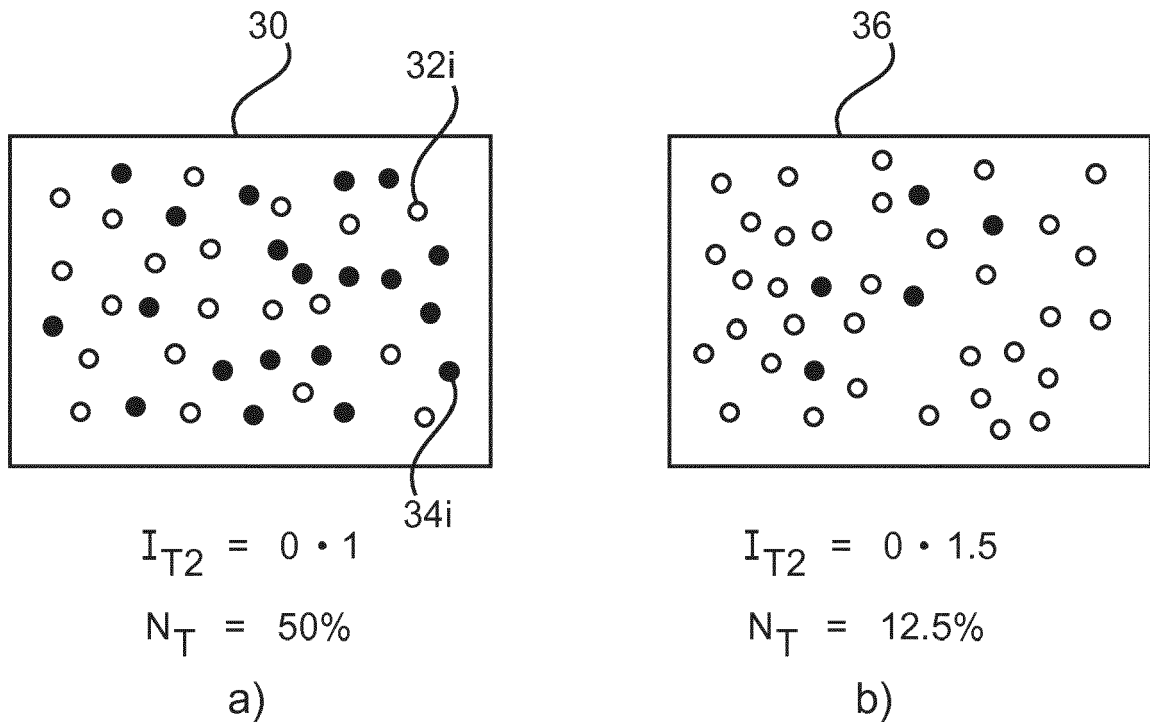 30
32i
36
34i
I_T2 = 0 · 1
I_T2 = 0 · 1.5
N_T = 50%
N_T = 12.5%
a)
b)